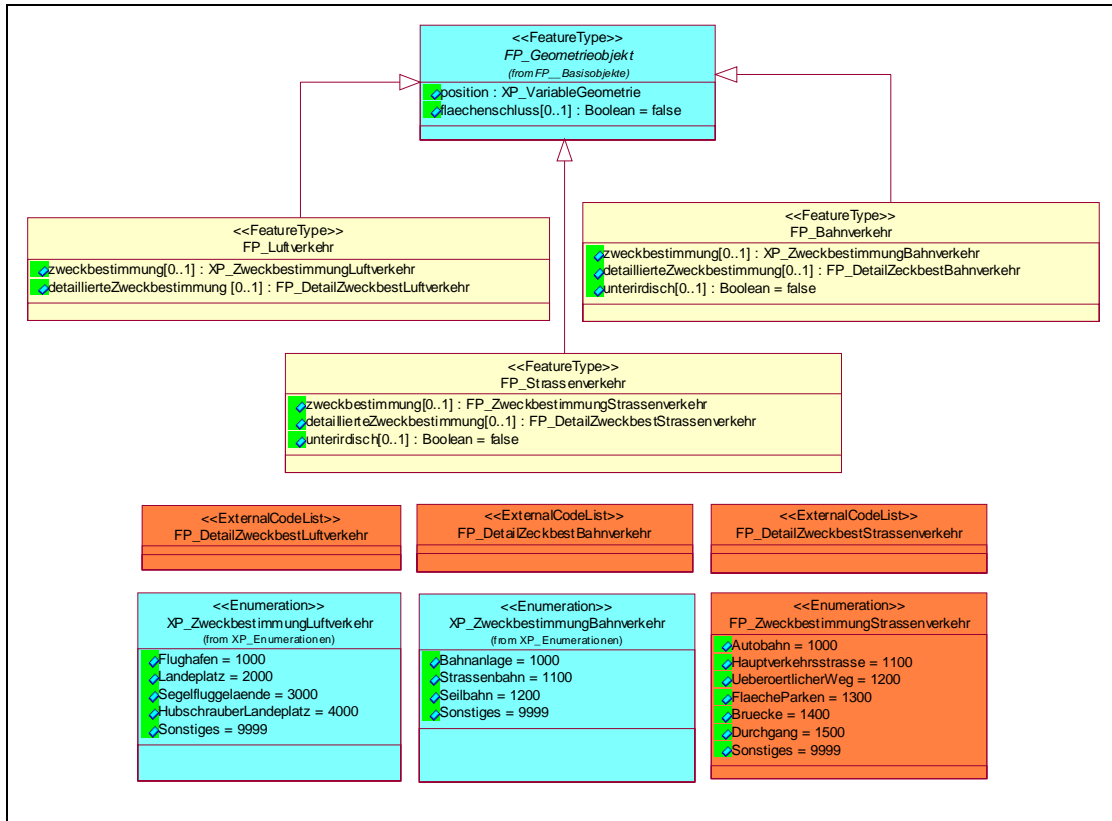 <<FeatureType>>
FP_Geometrieobjekt
(from FP__Basisobjekte)
position : XP_VariableGeometrie
flaechenschluss[0..1] : Boolean = false
<<FeatureType>>
FP_Luftverkehr
zweckbestimmung[0..1] : XP_ZweckbestimmungLuftverkehr
detaillierteZweckbestimmung [0..1] : FP_DetailZweckbestLuftverkehr
<<FeatureType>>
FP_Bahnverkehr
zweckbestimmung[0..1] : XP_ZweckbestimmungBahnverkehr
detaillierteZweckbestimmung[0..1] : FP_DetailZeckbestBahnverkehr
unterirdisch[0..1] : Boolean = false
<<FeatureType>>
FP_Strassenverkehr
zweckbestimmung[0..1] : FP_ZweckbestimmungStrassenverkehr
detaillierteZweckbestimmung[0..1] : FP_DetailZweckbestStrassenverkehr
unterirdisch[0..1] : Boolean = false
<<ExternalCodeList>>
FP_DetailZweckbestLuftverkehr
<<ExternalCodeList>>
FP_DetailZeckbestBahnverkehr
<<ExternalCodeList>>
FP_DetailZweckbestStrassenverkehr
<<Enumeration>>
XP_ZweckbestimmungLuftverkehr
(from XP_Enumerationen)
Flughafen = 1000
Landeplatz = 2000
Segelfluggelaende = 3000
HubschrauberLandeplatz = 4000
Sonstiges = 9999
<<Enumeration>>
XP_ZweckbestimmungBahnverkehr
(from XP_Enumerationen)
Bahnanlage = 1000
Strassenbahn = 1100
Seilbahn = 1200
Sonstiges = 9999
<<Enumeration>>
FP_ZweckbestimmungStrassenverkehr
Autobahn = 1000
Hauptverkehrsstrasse = 1100
UeberoertlicherWeg = 1200
FlaecheParken = 1300
Bruecke = 1400
Durchgang = 1500
Sonstiges = 9999